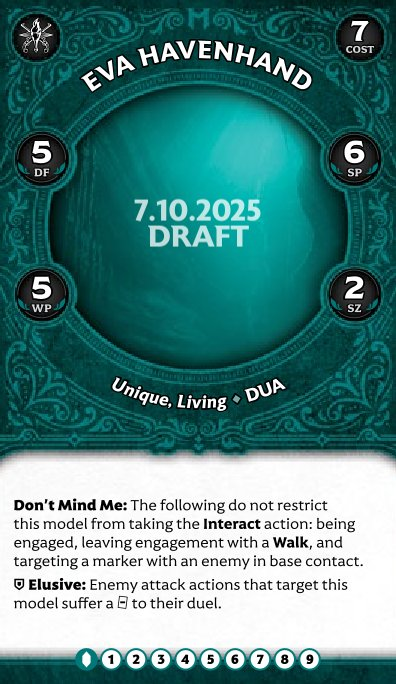 7
COST
EVA HAVENHAND
5
DF
6
SP
7.10.2025
DRAFT
5
WP
2
SZ
Unique, Living ⬥ DUA
Don't Mind Me: The following do not restrict
this model from taking the Interact action: being
engaged, leaving engagement with a Walk, and
targeting a marker with an enemy in base contact.
Elusive: Enemy attack actions that target this
model suffer a to their duel.
1 2 3 4 5 6 7 8 9